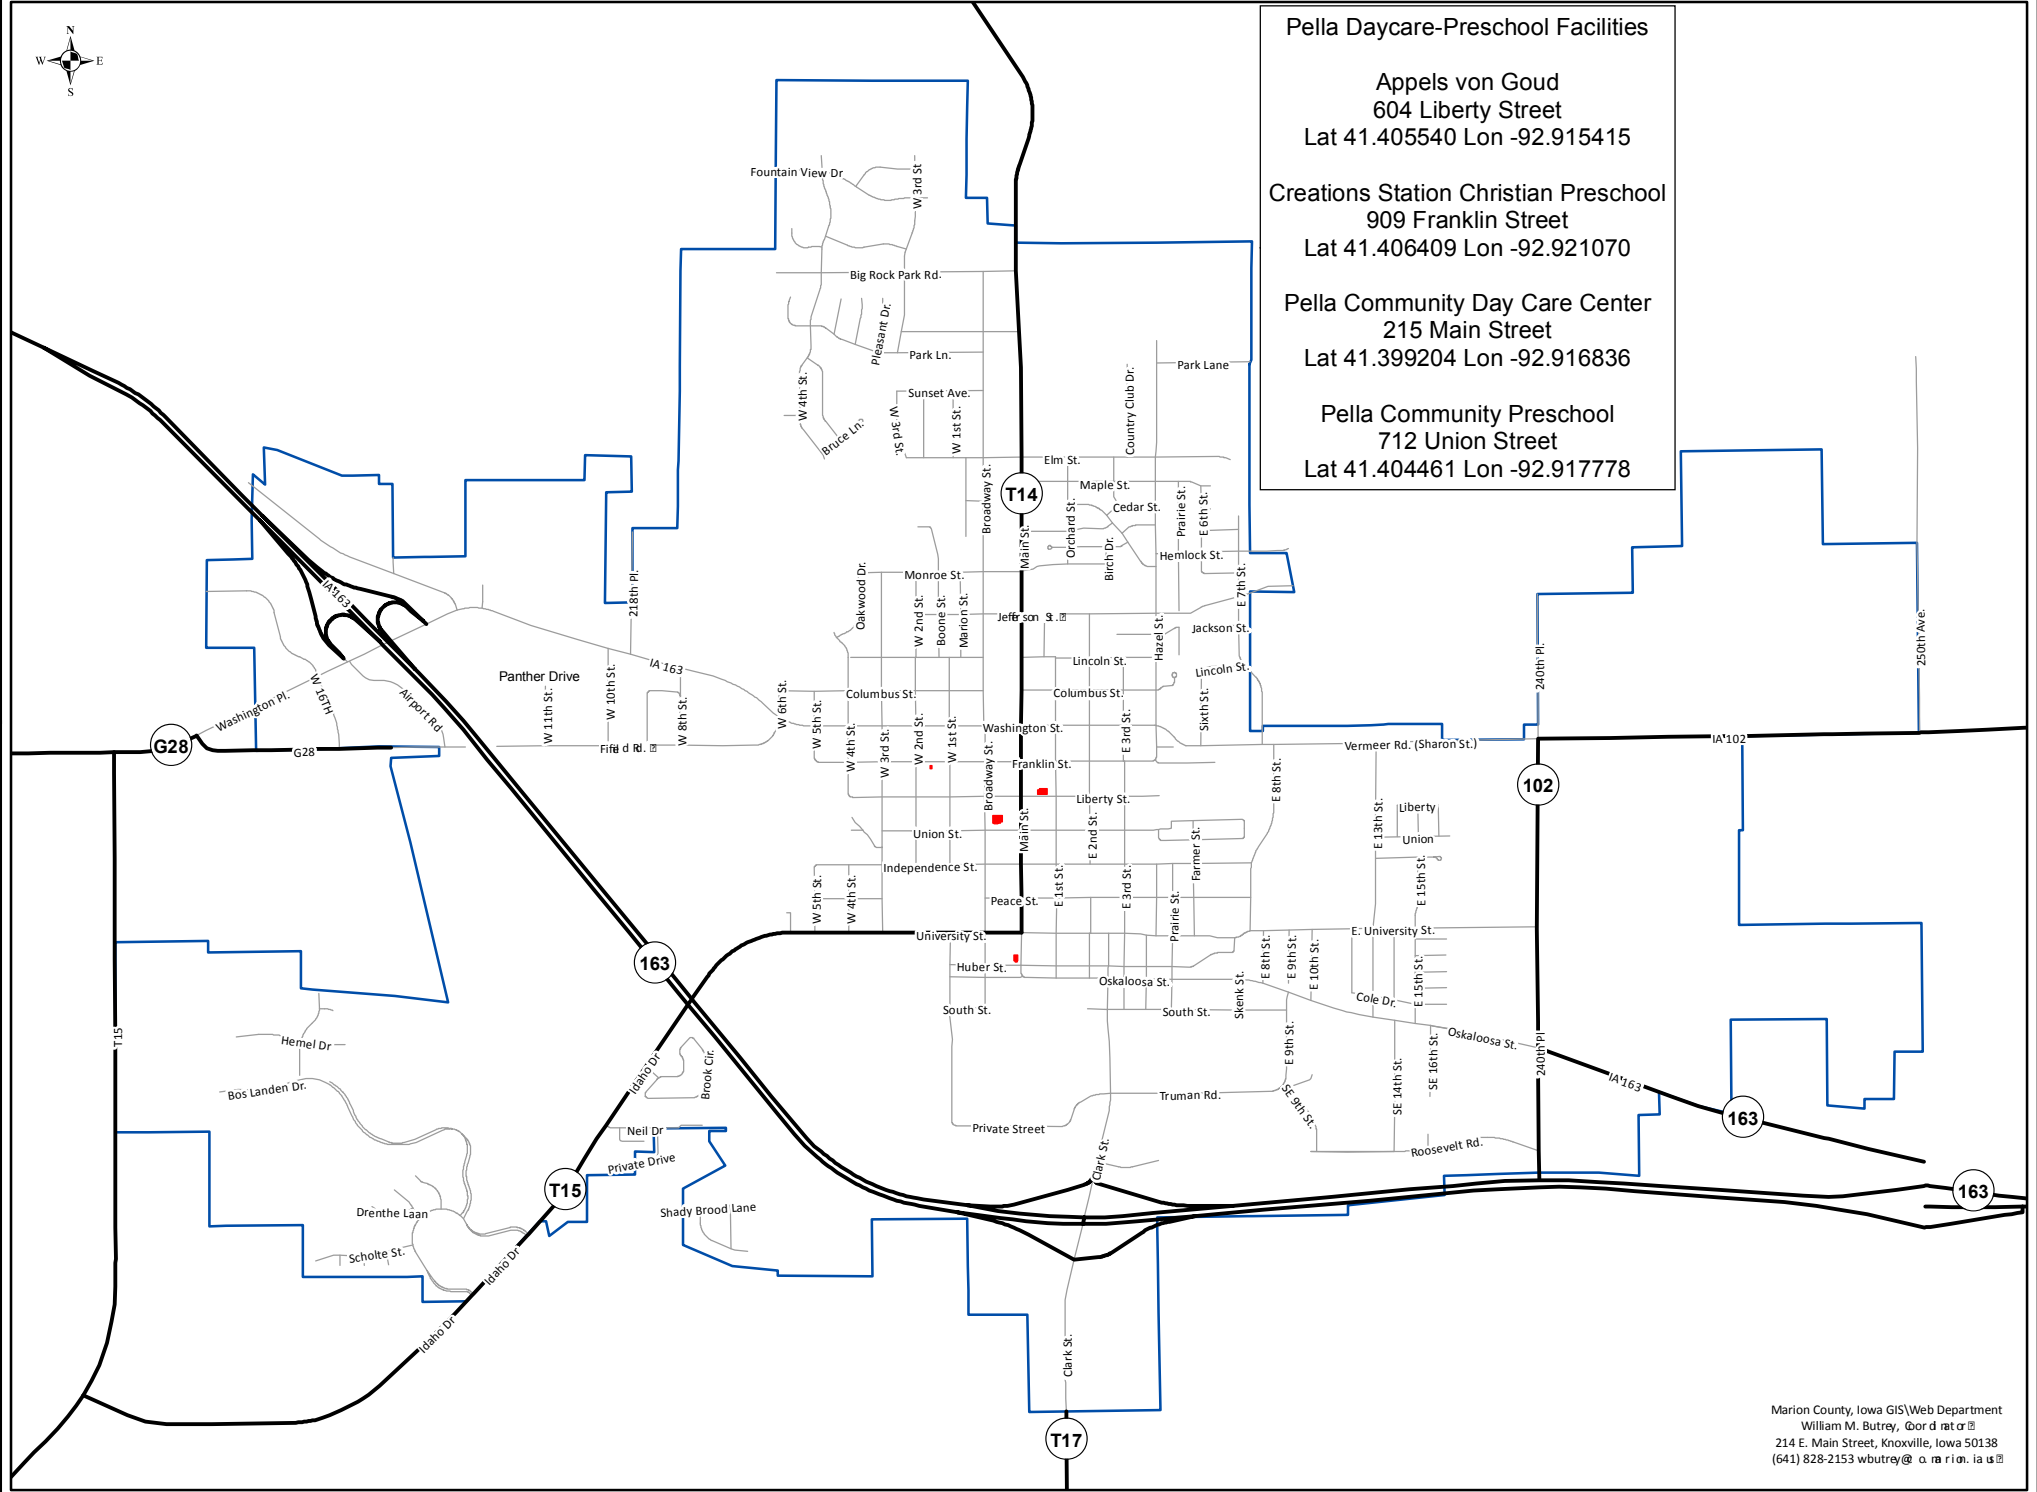 N
W E
S
Pella Daycare-Preschool Facilities
Appels von Goud
604 Liberty Street
Lat 41.405540 Lon -92.915415
Creations Station Christian Preschool
909 Franklin Street
Lat 41.406409 Lon -92.921070
Pella Community Day Care Center
215 Main Street
Lat 41.399204 Lon -92.916836
Pella Community Preschool
712 Union Street
Lat 41.404461 Lon -92.917778
Fountain View Dr
W 3rd St
Big Rock Park Rd.
Pleasant Dr.
Park Ln.
Park Lane
W 4th St.
Sunset Ave.
W 3rd St.
W 1st St.
Country Club Dr.
Bruce Ln.
Elm St.
Broadway St.
T14
Maple St.
Cedar St.
Prairie St.
E 6th St.
Main St.
Orchard St.
Birch Dr.
Hemlock St.
Monroe St.
Oakwood Dr.
W 2nd St.
Boone St.
Marion St.
E 7th St.
218th Pl.
IA 163
Jackson St.
Hazel St.
Lincoln St.
Lincoln St.
IA 163
Panther Drive
W 11th St.
W 10th St.
W 8th St.
W 6th St.
W 5th St.
Columbus St.
Columbus St.
Sixth St.
240th Pl.
250th Ave.
Washington Pl.
W 16TH
Airport Rd
W 4th St.
W 3rd St.
W 2nd St.
W 1st St.
Washington St.
E 3rd St.
Vermeer Rd. (Sharon St.)
IA 102
G28
G28
Franklin St.
Broadway St.
E 8th St.
102
Liberty St.
Liberty
Union St.
Main St.
E 2nd St.
E 13th St.
Union
Independence St.
Farmer St.
W 5th St.
W 4th St.
E 1st St.
E 3rd St.
E 15th St.
Peace St.
Prairie St.
University St.
E. University St.
163
Huber St.
Oskaloosa St.
E 8th St.
E 9th St.
E 10th St.
E 15th St.
Skenk St.
Cole Dr.
South St.
South St.
Oskaloosa St.
T15
Hemel Dr
Bos Landen Dr.
Idaho Dr
Brook Cir.
E 9th St.
SE 14th St.
SE 16th St.
240th Pl
IA 163
163
Truman Rd.
SE 9th St.
Neil Dr
Private Drive
Private Street
Roosevelt Rd.
Clark St.
T15
163
Drenthe Laan
Shady Brood Lane
Scholte St.
Idaho Dr
Idaho Dr
Clark St.
T17
Marion County, Iowa GIS\Web Department
William M. Butrey,
214 E. Main Street, Knoxville, Iowa 50138
(641) 828-2153